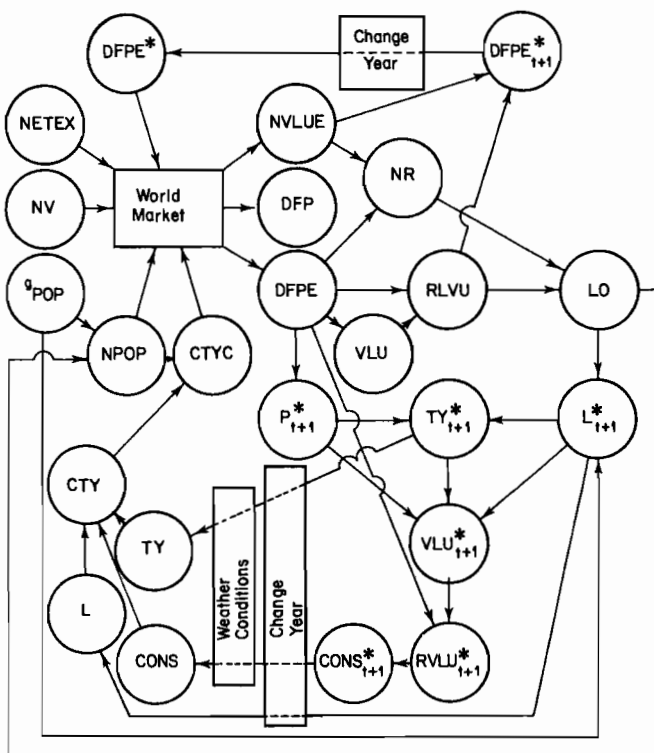 DFPE*
Change
Year
DFPE*
t+1
NETEX
NVLUE
World
Market
NR
NV
DFP
gPOP
DFPE
RLVU
LO
NPOP
CTYC
VLU
P*
t+1
TY*
t+1
L*
t+1
CTY
TY
VLU*
t+1
Weather
Conditions
Change
Year
L
CONS
CONS*
t+1
RVLU*
t+1